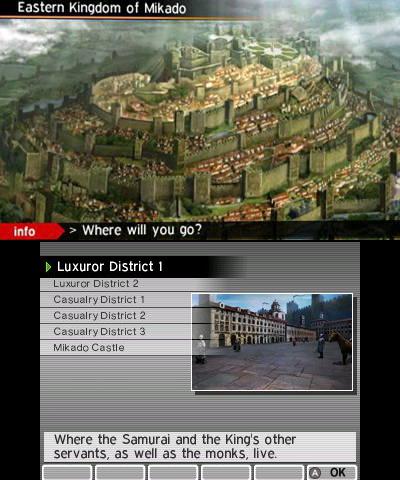 Eastern Kingdom of Mikado
info
> Where will you go?
Luxuror District 1
Luxuror District 2
Casualry District 1
Casualry District 2
Casualry District 3
Mikado Castle
Where the Samurai and the King's other
servants, as well as the monks, live.
A OK